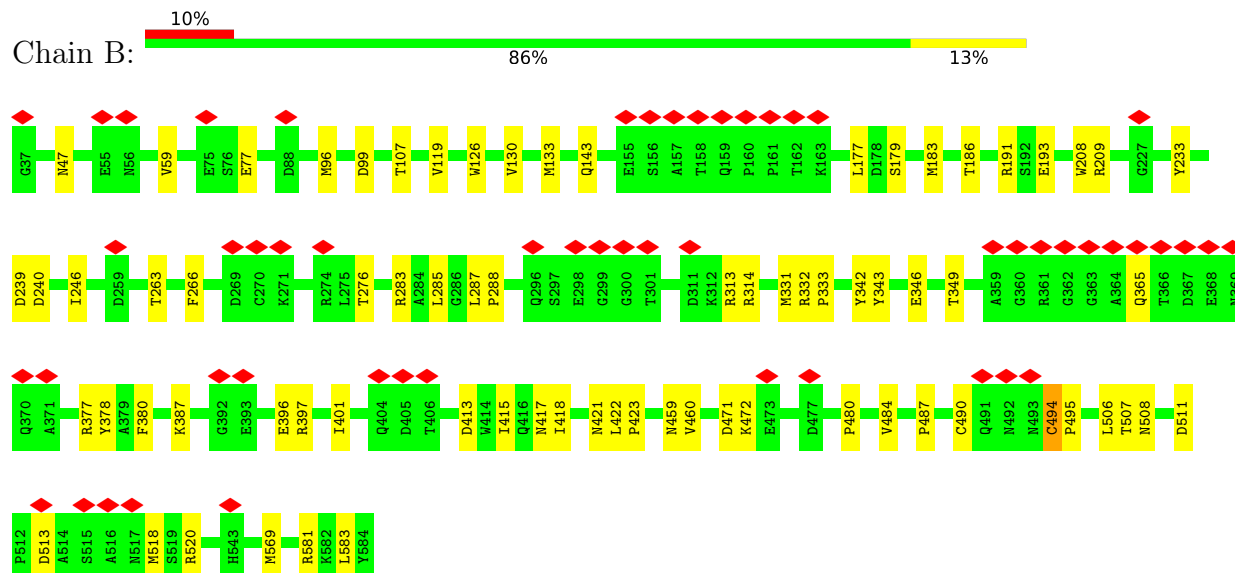 10%
Chain B:
86% 13%
G37 N47 E55 N56 V59 E75 S76 E77 D88 M96 D99 T107 V119 W126 V130 M133 Q143 E155 S156 A157 T158 Q159 P160 P161 T162 K163 L177 D178 S179 M183 T186 R191 S192 E193 W208 R209 G227 Y233
D239 D240 I246 D259 T263 F266 D269 C270 K271 R274 L275 T276 R283 A284 L285 G286 L287 P288 Q296 S297 E298 G299 G300 T301 D311 K312 R313 R314 M331 R332 P333 Y342 Y343 E346 T349 A359 G360 R361 G362 G363 A364 Q365 T366 D367 E368 N369
Q370 A371 R377 Y378 A379 F380 K387 G392 E393 E396 R397 I401 Q404 D405 T406 D413 W414 I415 Q416 N417 I418 N421 L422 P423 N459 V460 D471 K472 E473 D477 P480 V484 P487 C490 Q491 N492 N493 C494 P495 L506 T507 N508 D511
P512 D513 A514 S515 A516 N517 M518 S519 R520 H543 M569 R581 K582 L583 Y584